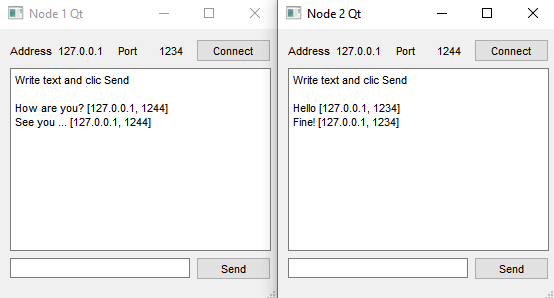 Node 1 Qt
Address 127.0.0.1 Port 1234 Connect
Write text and clic Send
How are you? [127.0.0.1, 1244]
See you ... [127.0.0.1, 1244]
Send
Node 2 Qt
Address 127.0.0.1 Port 1244 Connect
Write text and clic Send
Hello [127.0.0.1, 1234]
Fine! [127.0.0.1, 1234]
Send